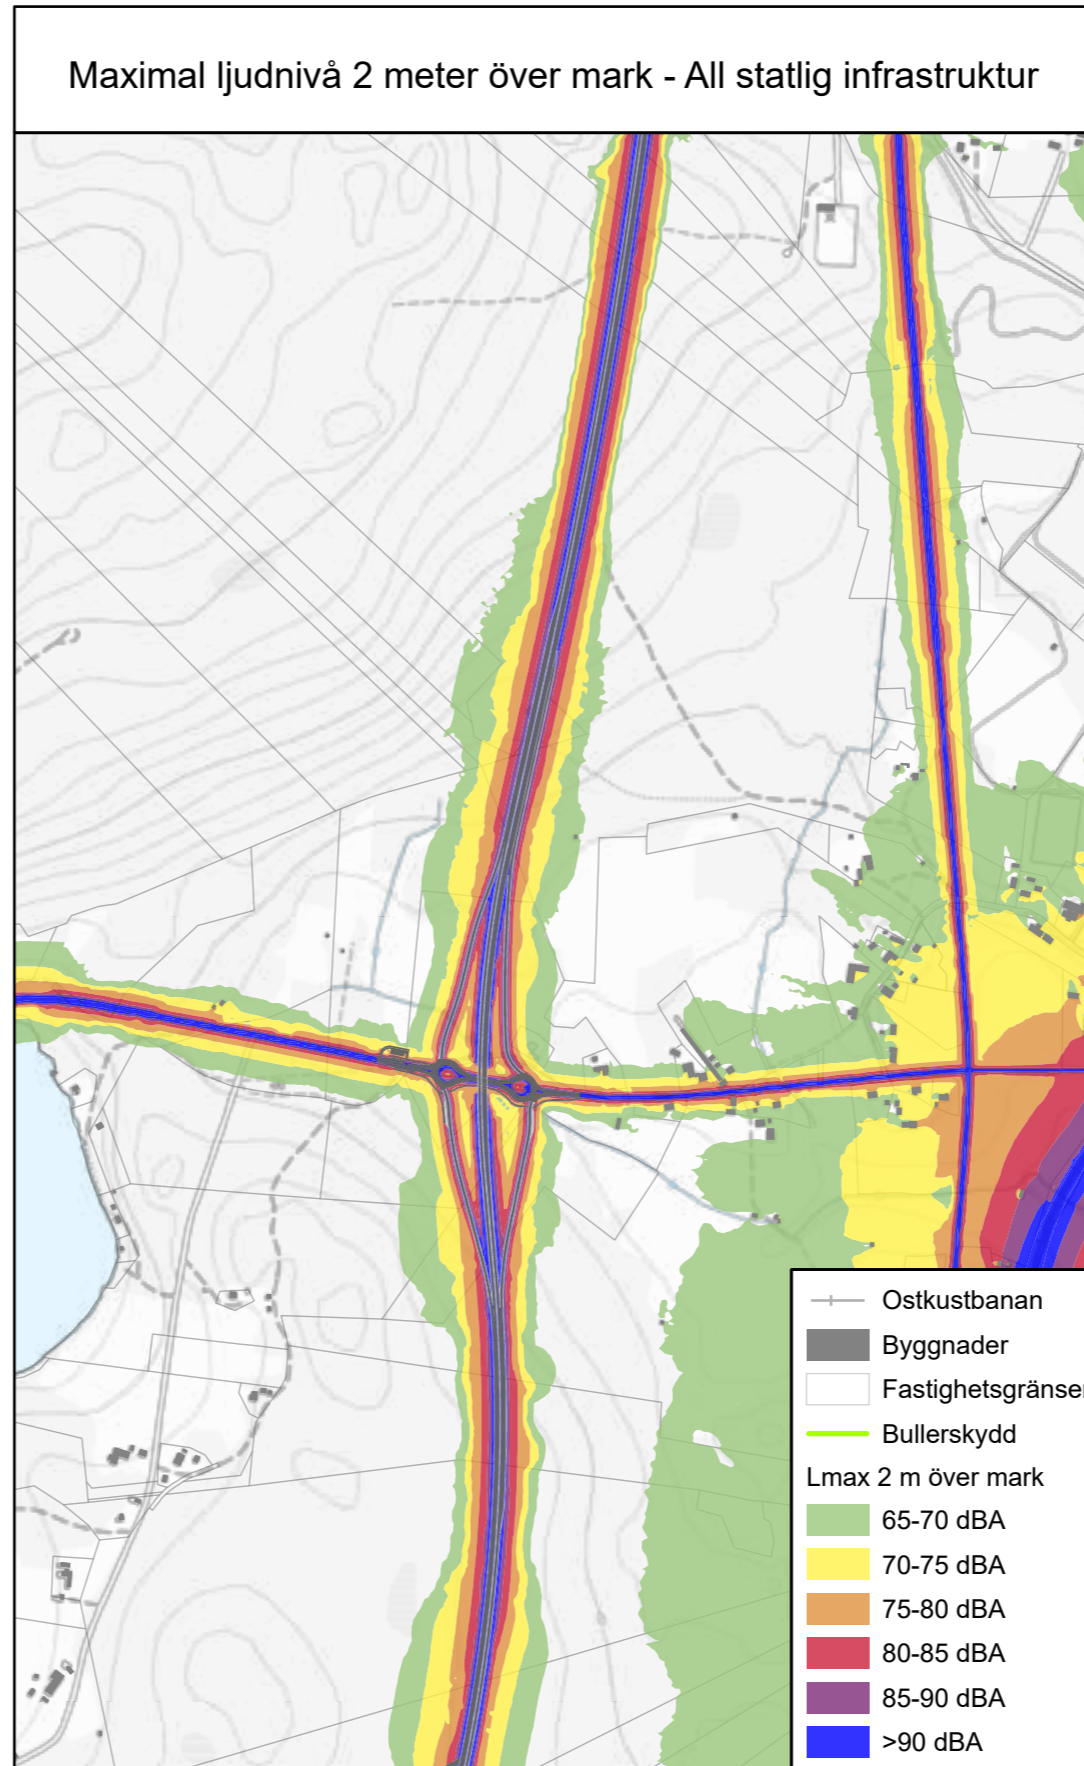 Maximal ljudnivå 2 meter över mark - All statlig infrastruktur
Ostkustbanan
Byggnader
Fastighetsgränser
Bullerskydd
Lmax 2 m över mark
65-70 dBA
70-75 dBA
75-80 dBA
80-85 dBA
85-90 dBA
>90 dBA